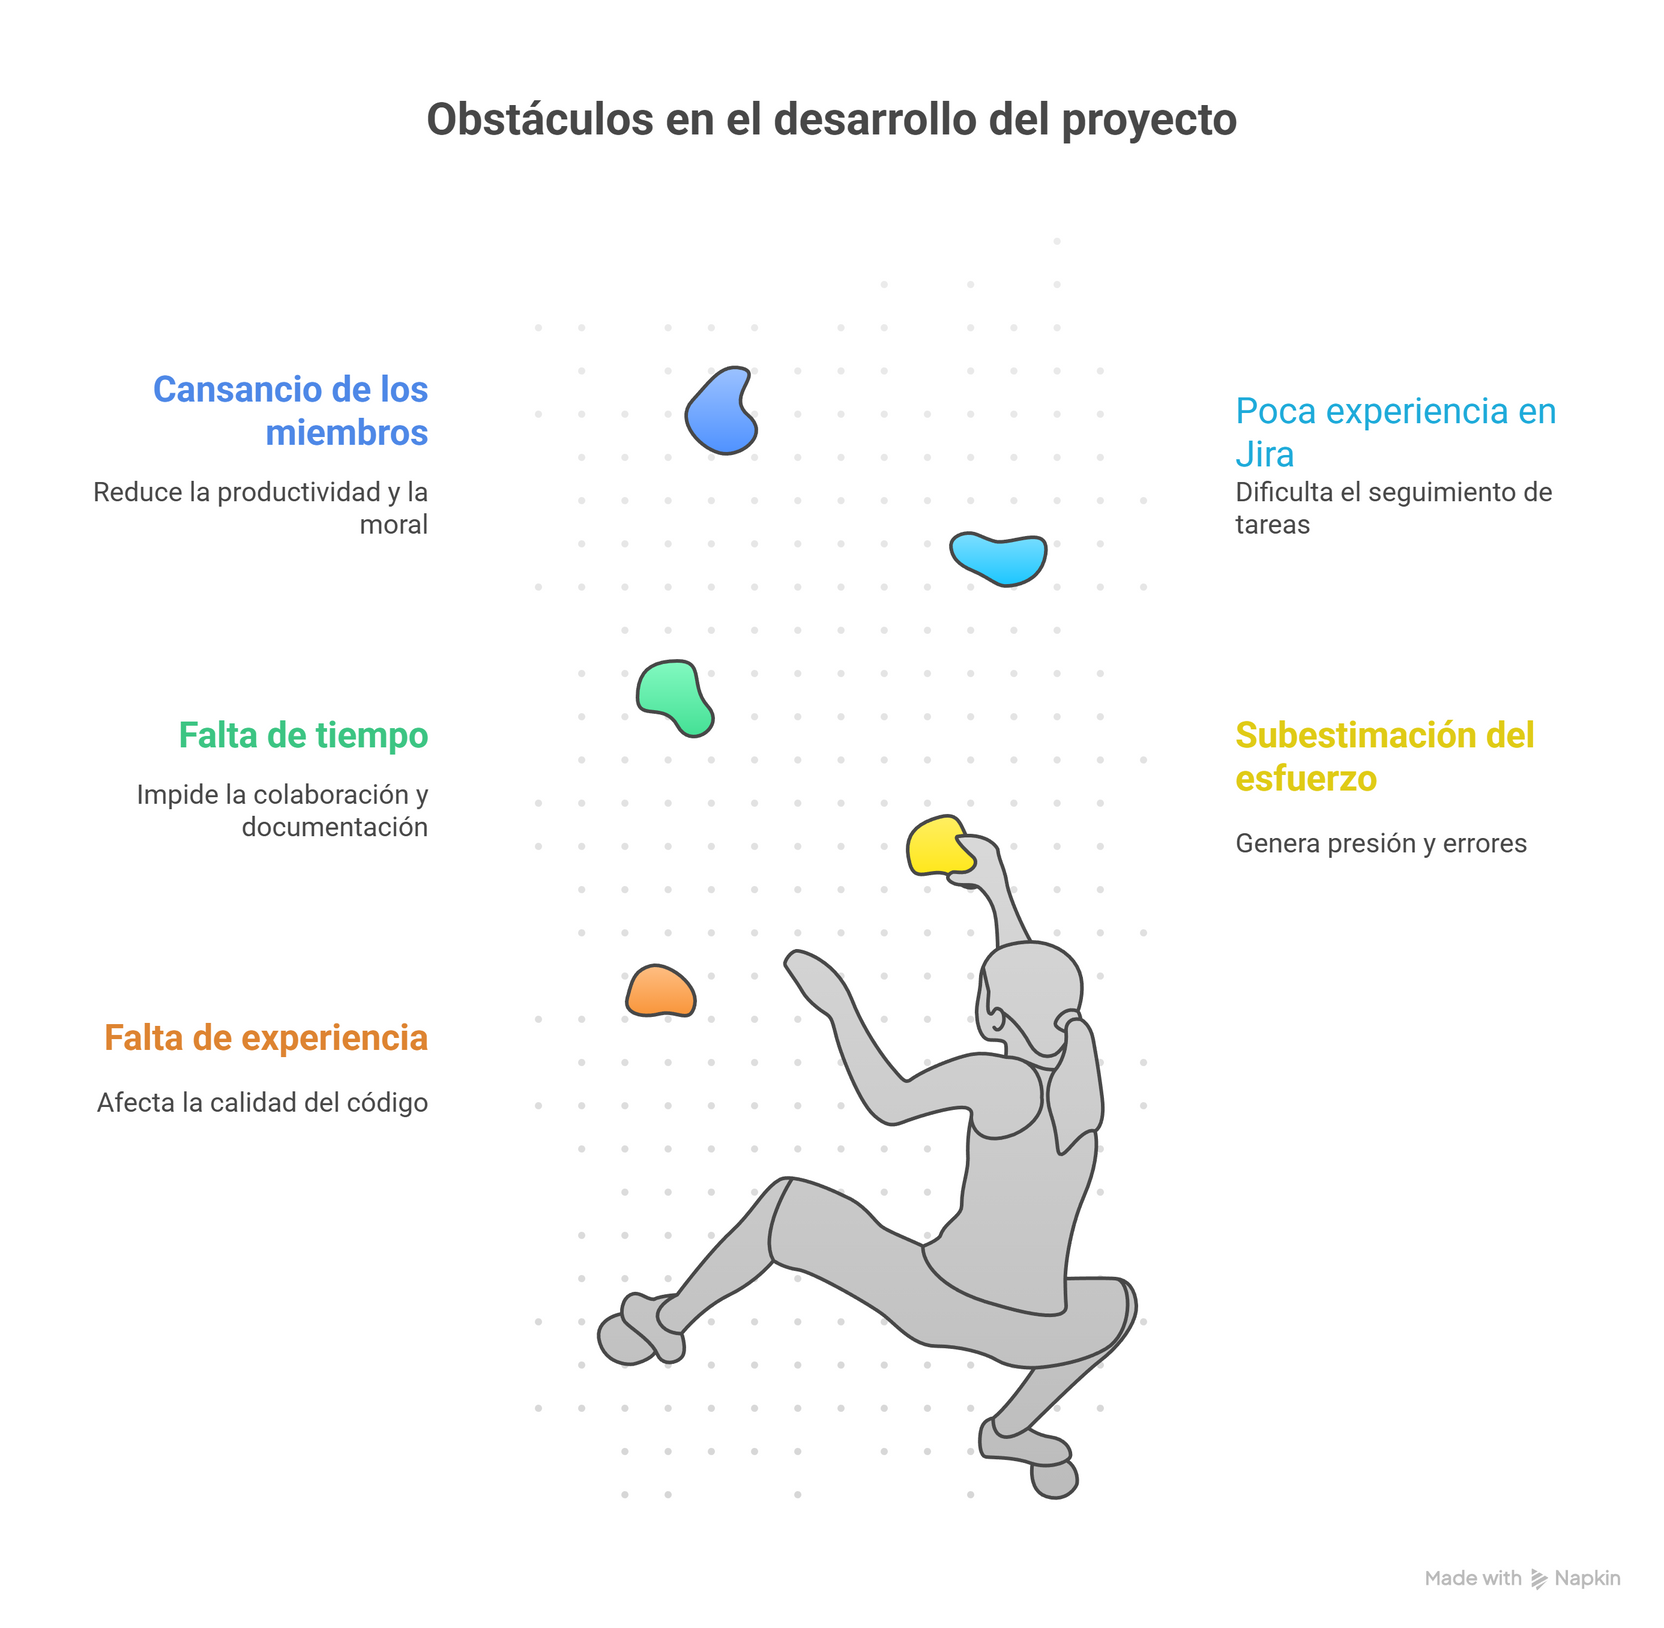 Obstáculos en el desarrollo del proyecto
Cansancio de los
miembros
Reduce la productividad y la
moral
Poca experiencia en
Jira
Dificulta el seguimiento de
tareas
Falta de tiempo
Impide la colaboración y
documentación
Subestimación del
esfuerzo
Genera presión y errores
Falta de experiencia
Afecta la calidad del código
Made with Napkin